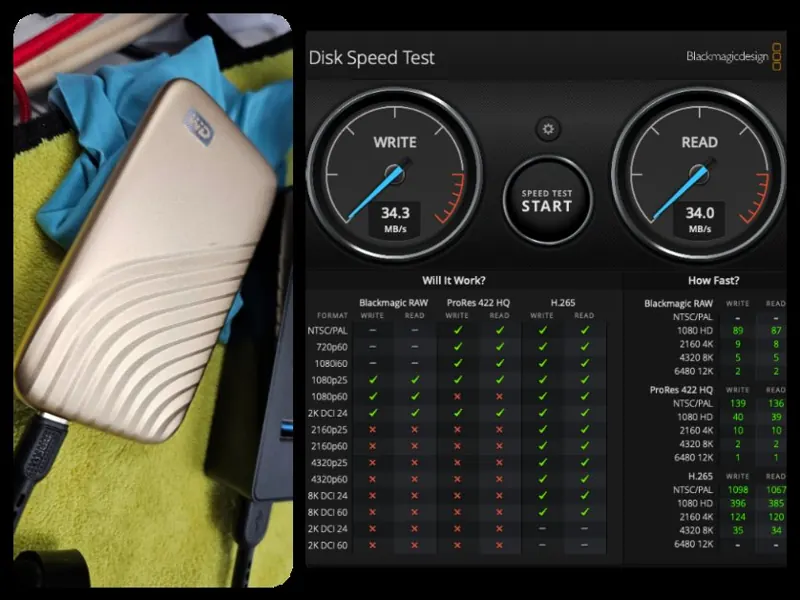 WD
Disk Speed Test
Blackmagicdesign
WRITE
34.3
MB/s
SPEED TEST
START
READ
34.0
MB/s
Will It Work?
Blackmagic RAW ProRes 422 HQ H.265
FORMAT WRITE READ WRITE READ WRITE READ
NTSC/PAL – – ✓ ✓ ✓ ✓
720p60 – – ✓ ✓ ✓ ✓
1080i60 – – ✓ ✓ ✓ ✓
1080p25 ✓ ✓ ✓ ✓ ✓ ✓
1080p60 ✓ ✓ ✗ ✗ ✓ ✓
2K DCI 24 ✓ ✓ ✓ ✓ ✓ ✓
2160p25 ✗ ✗ ✗ ✗ ✓ ✓
2160p60 ✗ ✗ ✗ ✗ ✓ ✓
4320p25 ✗ ✗ ✗ ✗ ✓ ✓
4320p60 ✗ ✗ ✗ ✗ ✓ ✓
8K DCI 24 ✗ ✗ ✗ ✗ ✓ ✓
8K DCI 60 ✗ ✗ ✗ ✗ ✓ ✓
2K DCI 24 ✗ ✗ ✗ ✗ – –
2K DCI 60 ✗ ✗ ✗ ✗ – –
How Fast?
Blackmagic RAW WRITE READ
NTSC/PAL - -
1080 HD 89 87
2160 4K 9 8
4320 8K 5 5
6480 12K 2 2
ProRes 422 HQ WRITE READ
NTSC/PAL 139 136
1080 HD 40 39
2160 4K 10 10
4320 8K 2 2
6480 12K 1 1
H.265 WRITE READ
NTSC/PAL 1098 1067
1080 HD 396 385
2160 4K 124 120
4320 8K 35 34
6480 12K - -